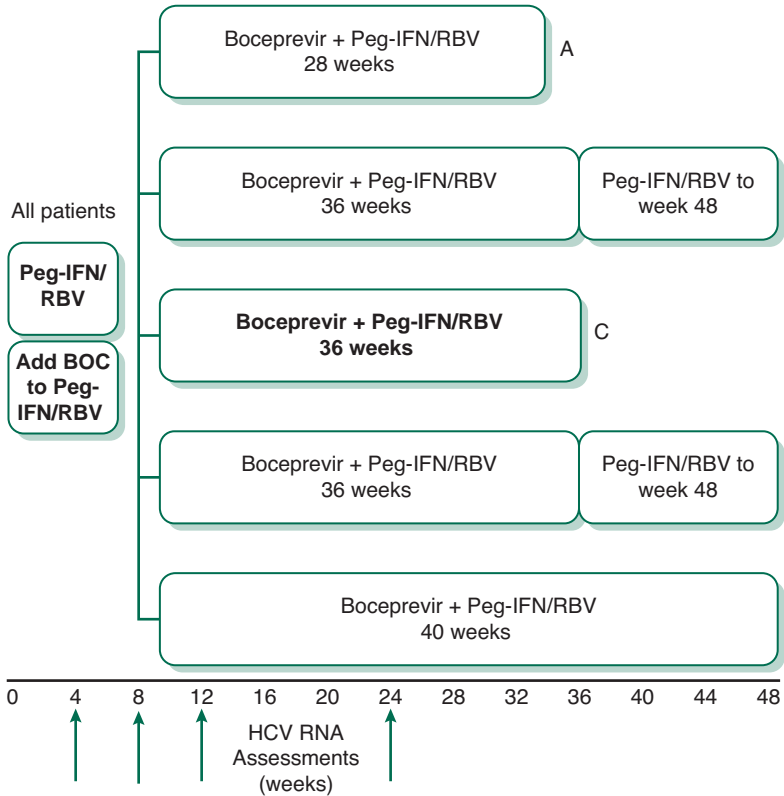 Boceprevir + Peg-IFN/RBV
28 weeks
A
Boceprevir + Peg-IFN/RBV
36 weeks
Peg-IFN/RBV to
week 48
All patients
Peg-IFN/
RBV
Add BOC
to Peg-
IFN/RBV
Boceprevir + Peg-IFN/RBV
36 weeks
C
Boceprevir + Peg-IFN/RBV
36 weeks
Peg-IFN/RBV to
week 48
Boceprevir + Peg-IFN/RBV
40 weeks
0 4 8 12 16 20 24 28 32 36 40 44 48
HCV RNA
Assessments
(weeks)